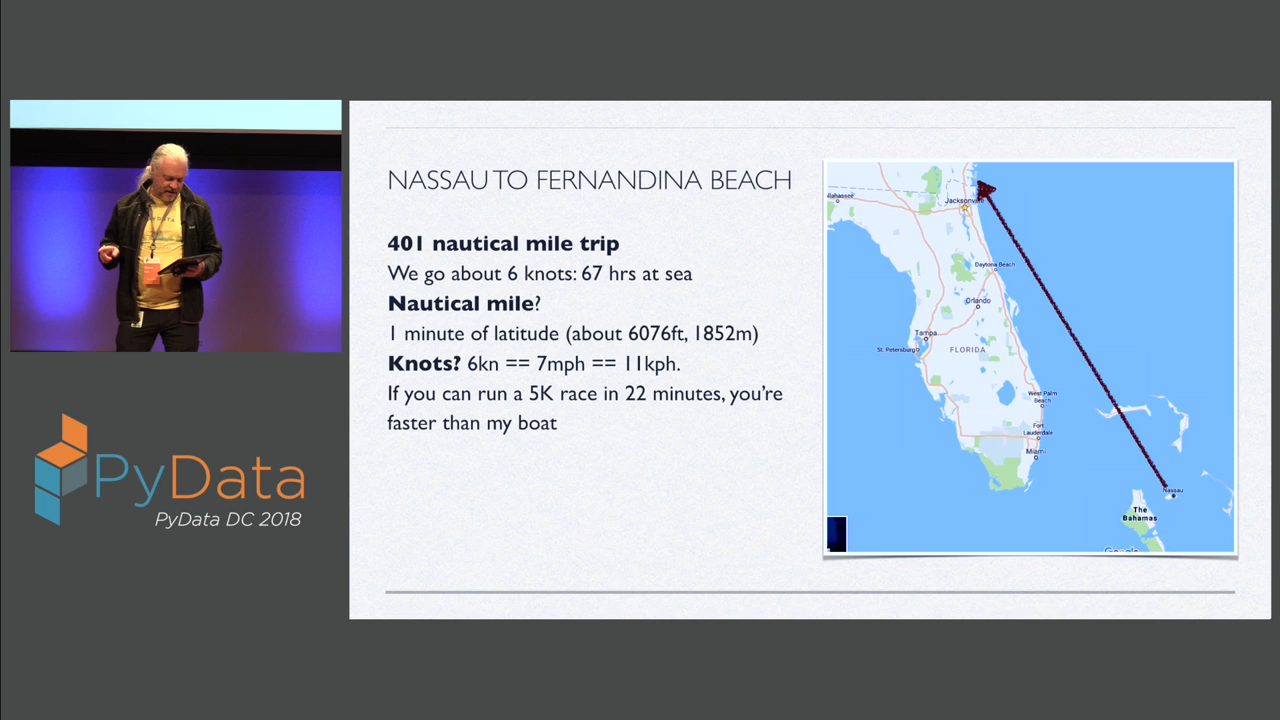 NASSAU TO FERNANDINA BEACH
401 nautical mile trip
We go about 6 knots: 67 hrs at sea
Nautical mile?
1 minute of latitude (about 6076ft, 1852m)
Knots? 6kn == 7mph == 11kph.
If you can run a 5K race in 22 minutes, you're
faster than my boat
Jacksonville
Daytona Beach
Orlando
Tampa
St. Petersburg
FLORIDA
West Palm
Beach
Fort
Lauderdale
Miami
Nassau
The
Bahamas
Google
PyData
PyData DC 2018